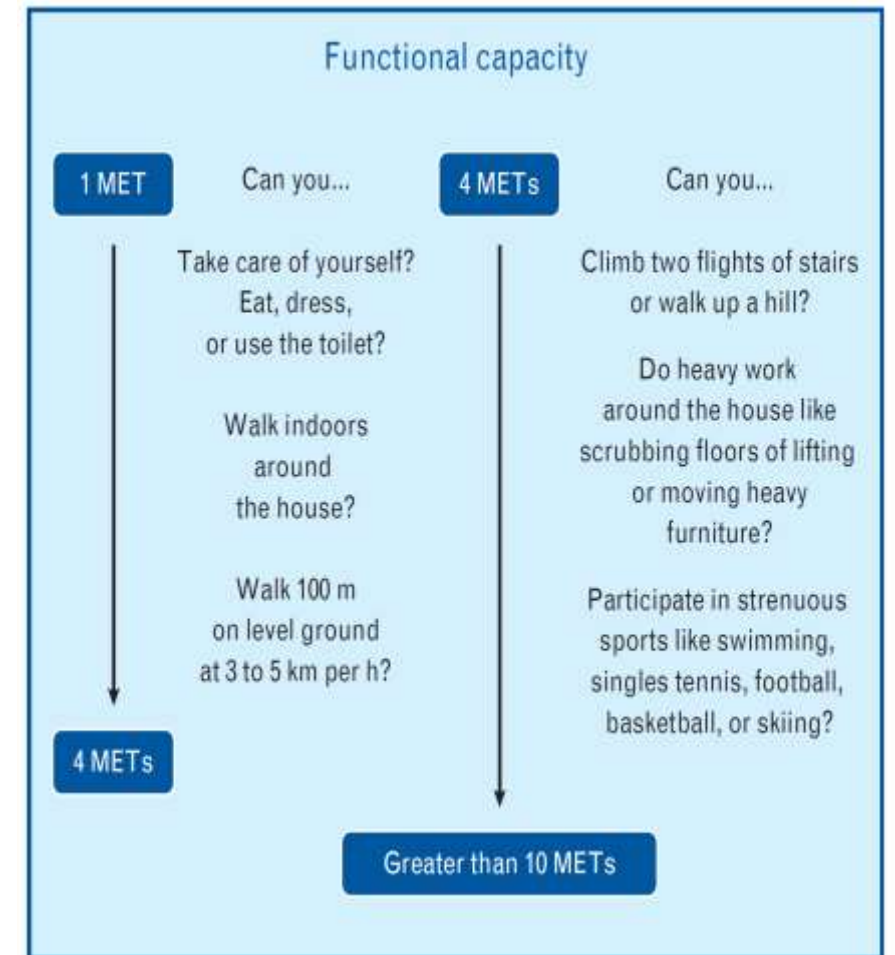 Functional capacity
1 MET
Can you...
Take care of yourself?
Eat, dress,
or use the toilet?
Walk indoors
around
the house?
Walk 100 m
on level ground
at 3 to 5 km per h?
4 METs
4 METs
Can you...
Climb two flights of stairs
or walk up a hill?
Do heavy work
around the house like
scrubbing floors of lifting
or moving heavy
furniture?
Participate in strenuous
sports like swimming,
singles tennis, football,
basketball, or skiing?
Greater than 10 METs